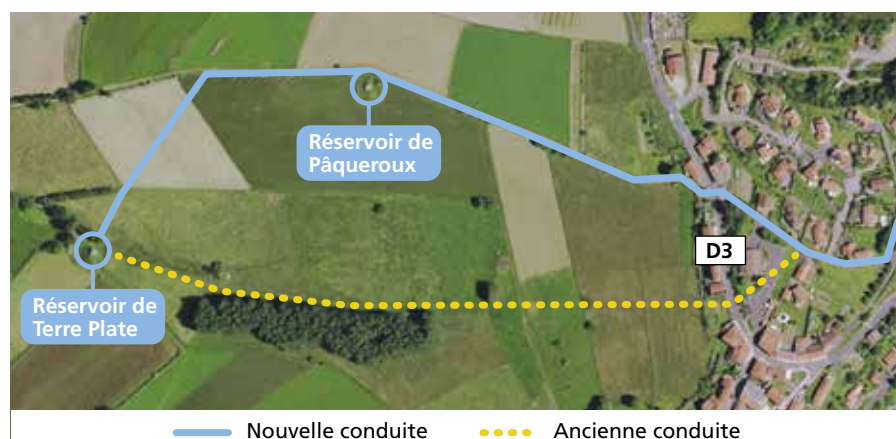 Réservoir de
Pâqueroux
D3
Réservoir de
Terre Plate
Nouvelle conduite
Ancienne conduite